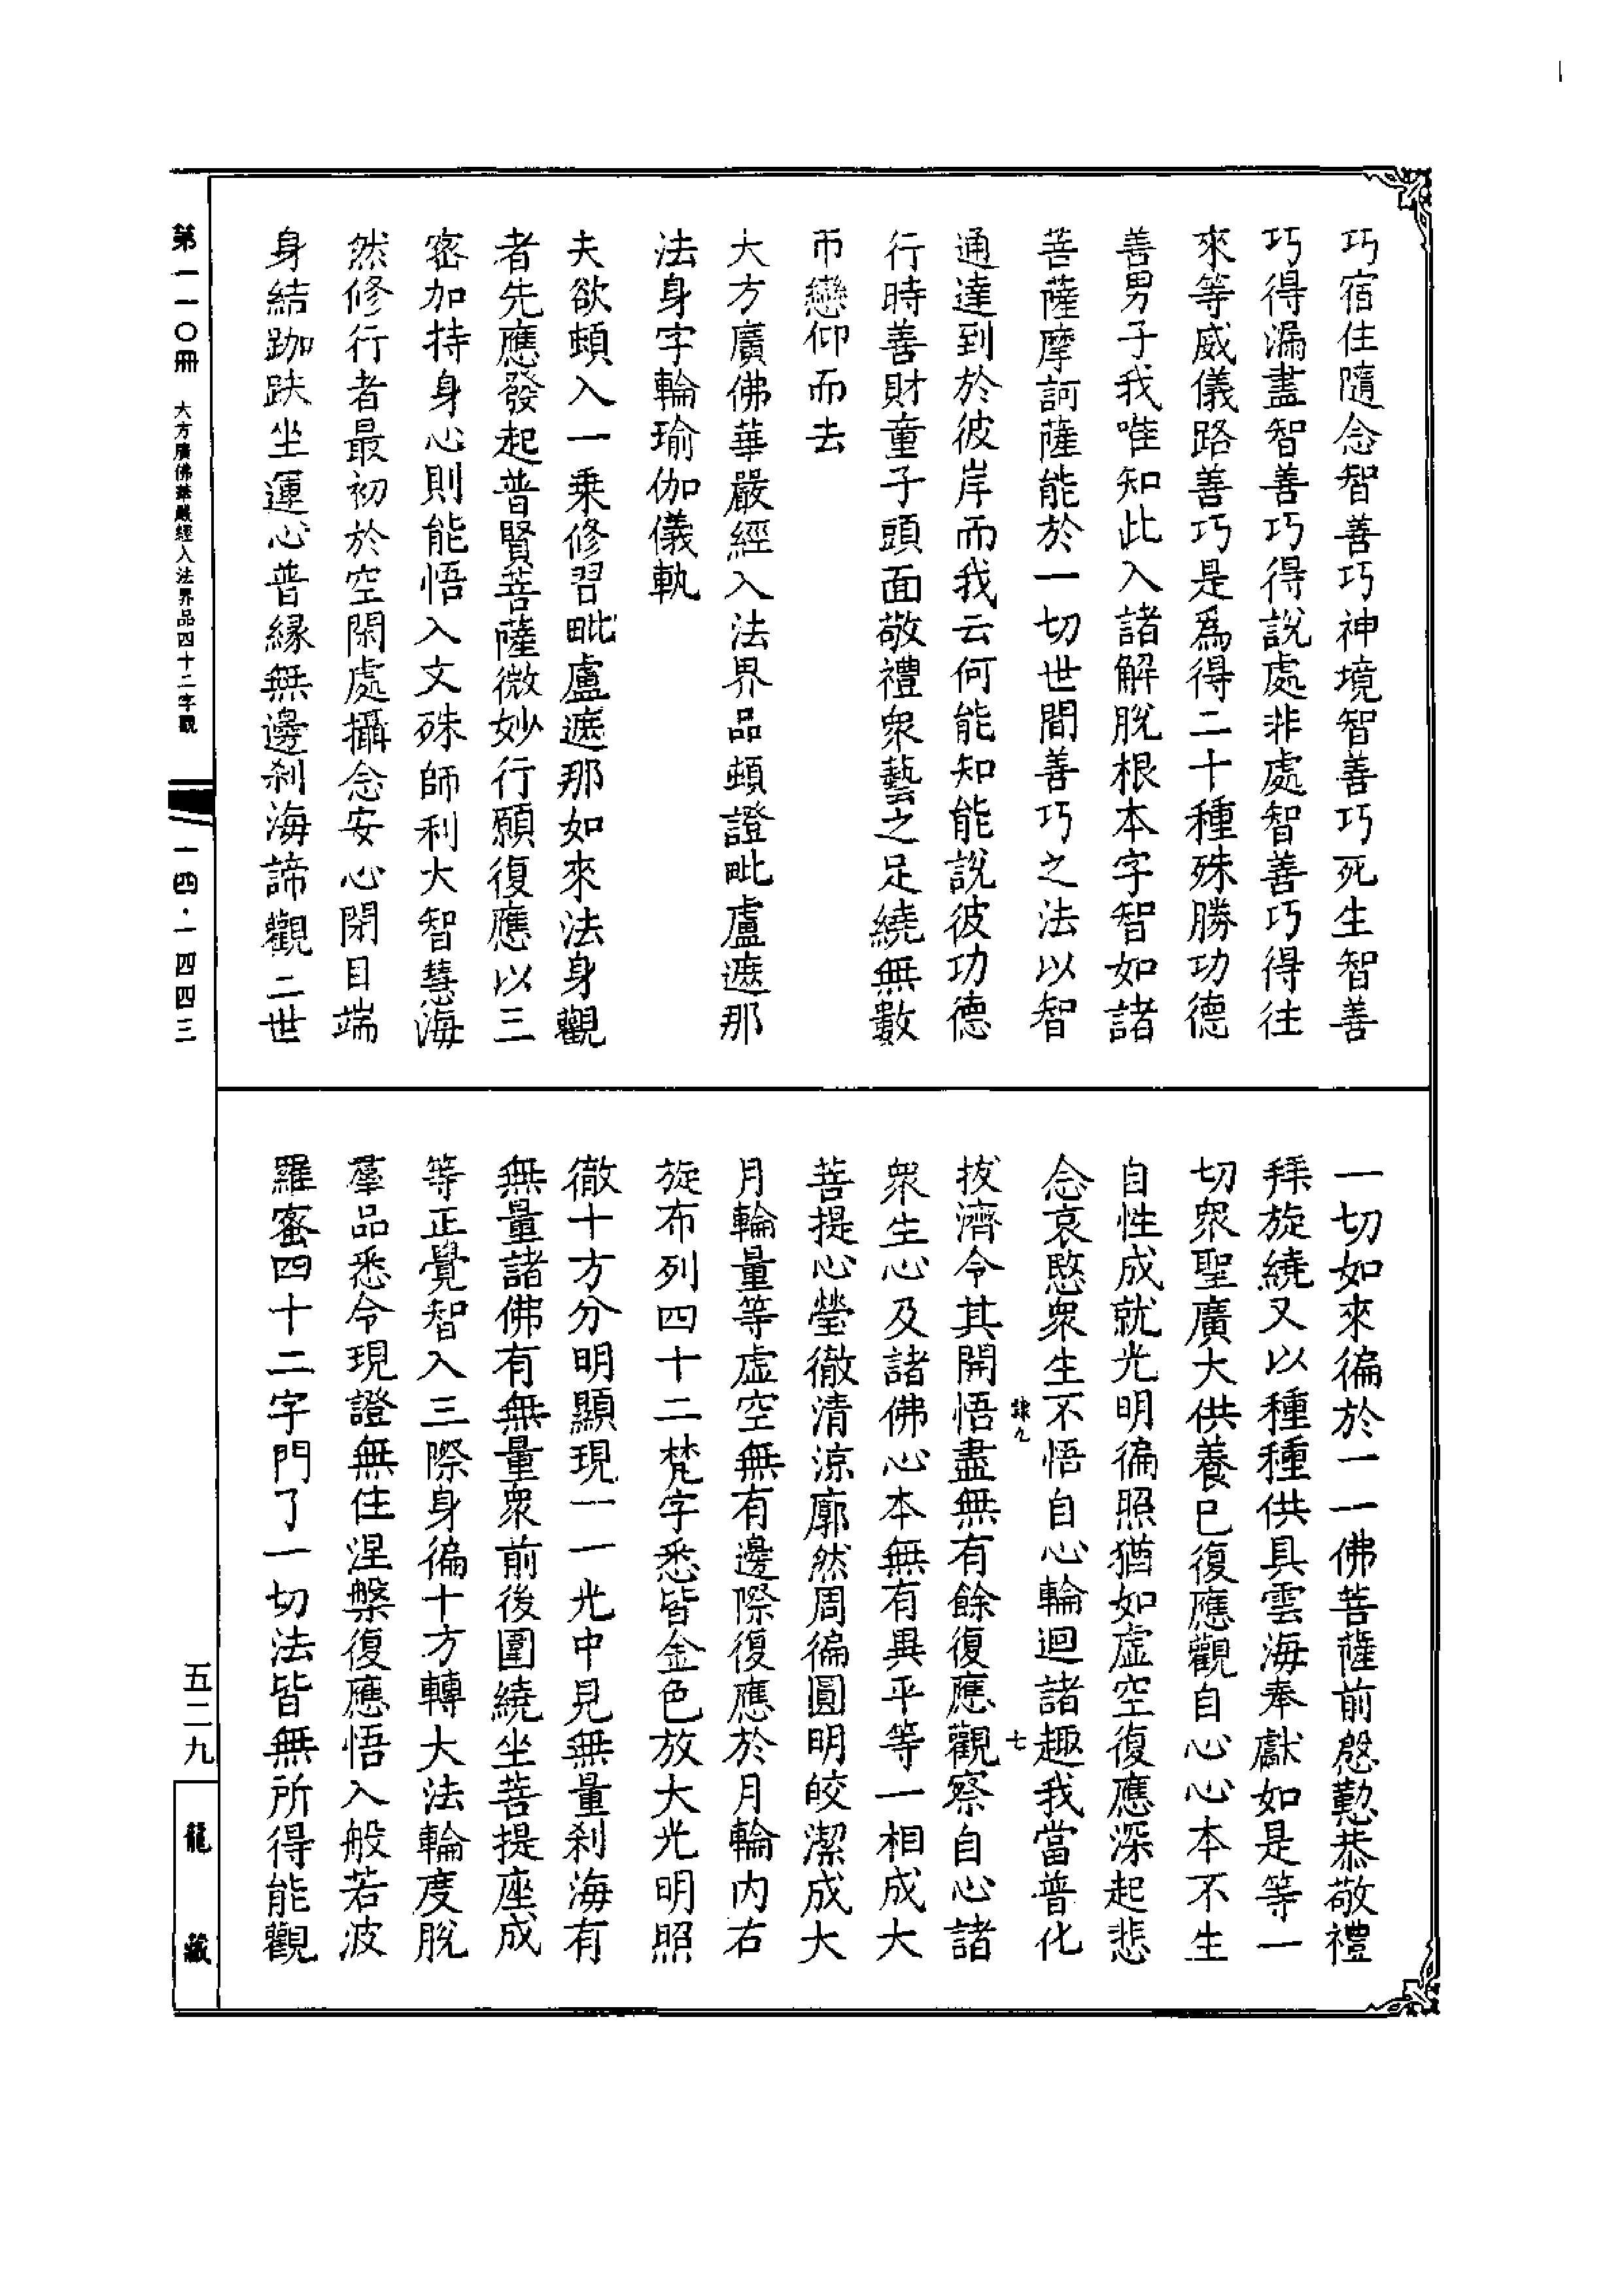 巧宿住隨念智善巧神境智善巧死生智善
巧得漏盡智善巧得說處非處智善巧得往
來等威儀路善巧是爲得二十種殊勝功德
善男子我唯知此入諸解脫根本字智如諸
菩薩摩訶薩能於一切世間善巧之法以智
通達到於彼岸而我云何能知能說彼功德
行時善財童子頭面敬禮衆藝之足繞無數
帀戀仰而去
大方廣佛華嚴經入法界品頓證毗盧遮那
法身字輪瑜伽儀軌
夫欲頓入一乗修習毗盧遮那如來法身觀
者先應發起普賢菩薩微妙行願復應以三
密加持身心則能悟入文殊師利大智慧海
然修行者最初於空閑處攝念安心閉目端
身結跏趺坐運心普緣無邊剎海諦觀三世
一切如來徧於一一佛菩薩前慇懃恭敬禮
拜旋繞又以種種供具雲海奉獻如是等一
切衆聖廣大供養已復應觀自心心本不生
自性成就光明徧照猶如虛空復應深起悲
念哀愍衆生不悟自心輪迴諸趣我當普化
隸九
七
拔濟令其開悟盡無有餘復應觀察自心諸
衆生心及諸佛心本無有異平等一相成大
菩提心瑩徹清涼廓然周徧圓明皎潔成大
月輪量等虛空無有邊際復應於月輪內右
旋布列四十二梵字悉皆金色放大光明照
徹十方分明顯現一一光中見無量剎海有
無量諸佛有無量衆前後圍繞坐菩提座成
等正覺智入三際身徧十方轉大法輪度脫
羣品悉令現證無住涅槃復應悟入般若波
羅蜜四十二字門了一切法皆無所得能觀
第一一〇冊 大方廣佛華嚴經入法界品四十二字觀
一四·一四四三
五二九
龍藏